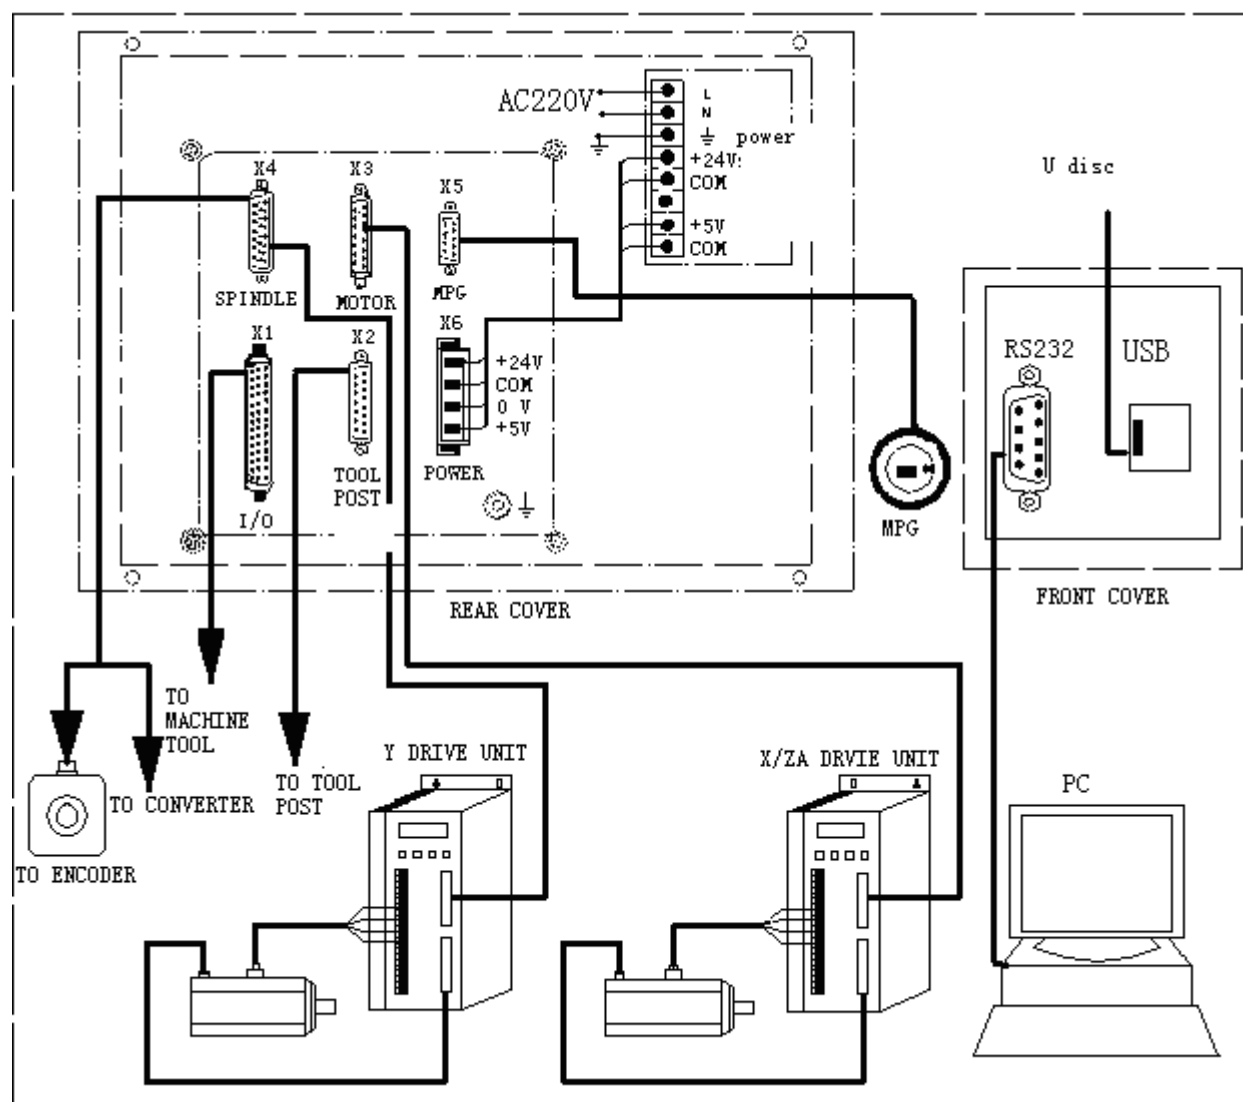 AC220V
L
N
power
+24V:
COM
+5V
COM
U disc
X4
X3
X5
SPINDLE
MOTOR
MPG
X1
X2
X6
+24V
COM
0 V
+5V
TOOL
POST
POWER
I/O
RS232
USB
MPG
REAR COVER
FRONT COVER
TO
MACHINE
TOOL
Y DRIVE UNIT
X/ZA DRVIE UNIT
TO CONVERTER
TO TOOL
POST
PC
TO ENCODER